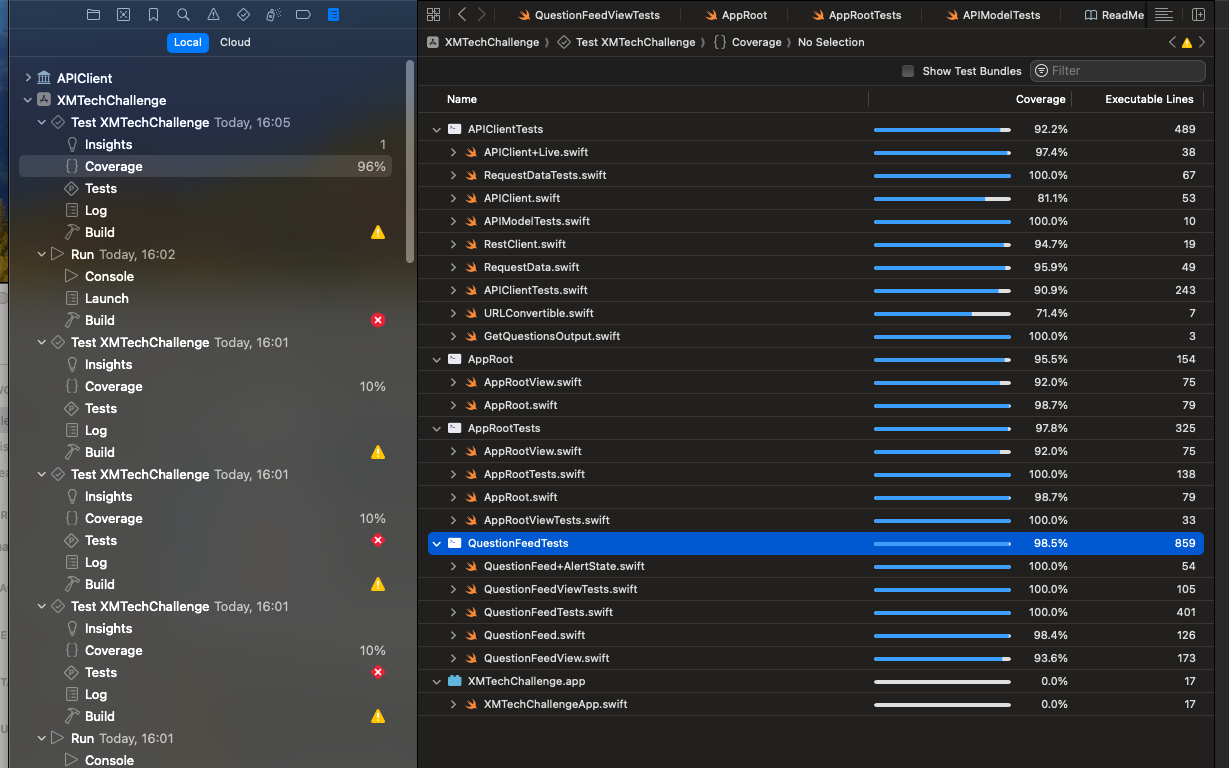 Local Cloud
APIClient
XMTechChallenge
Test XMTechChallenge Today, 16:05
Insights 1
Coverage 96%
Tests
Log
Build
Run Today, 16:02
Console
Launch
Build
Test XMTechChallenge Today, 16:01
Insights
Coverage 10%
Tests
Log
Build
Test XMTechChallenge Today, 16:01
Insights
Coverage 10%
Tests
Log
Build
Test XMTechChallenge Today, 16:01
Insights
Coverage 10%
Tests
Log
Build
Run Today, 16:01
Console
QuestionFeedViewTests AppRoot AppRootTests APIModelTests ReadMe
XMTechChallenge Test XMTechChallenge Coverage No Selection
Show Test Bundles Filter
Name Coverage Executable Lines
APIClientTests 92.2% 489
APIClient+Live.swift 97.4% 38
RequestDataTests.swift 100.0% 67
APIClient.swift 81.1% 53
APIModelTests.swift 100.0% 10
RestClient.swift 94.7% 19
RequestData.swift 95.9% 49
APIClientTests.swift 90.9% 243
URLConvertible.swift 71.4% 7
GetQuestionsOutput.swift 100.0% 3
AppRoot 95.5% 154
AppRootView.swift 92.0% 75
AppRoot.swift 98.7% 79
AppRootTests 97.8% 325
AppRootView.swift 92.0% 75
AppRootTests.swift 100.0% 138
AppRoot.swift 98.7% 79
AppRootViewTests.swift 100.0% 33
QuestionFeedTests 98.5% 859
QuestionFeed+AlertState.swift 100.0% 54
QuestionFeedViewTests.swift 100.0% 105
QuestionFeedTests.swift 100.0% 401
QuestionFeed.swift 98.4% 126
QuestionFeedView.swift 93.6% 173
XMTechChallenge.app 0.0% 17
XMTechChallengeApp.swift 0.0% 17